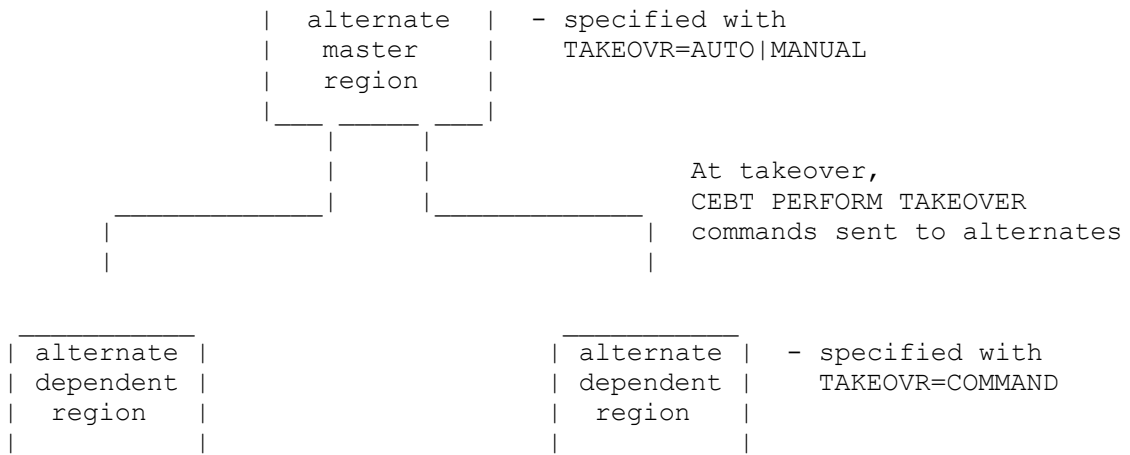 alternate - specified with
master TAKEOVR=AUTO|MANUAL
region
At takeover,
CEBT PERFORM TAKEOVER
commands sent to alternates
alternate alternate - specified with
dependent dependent TAKEOVR=COMMAND
region region